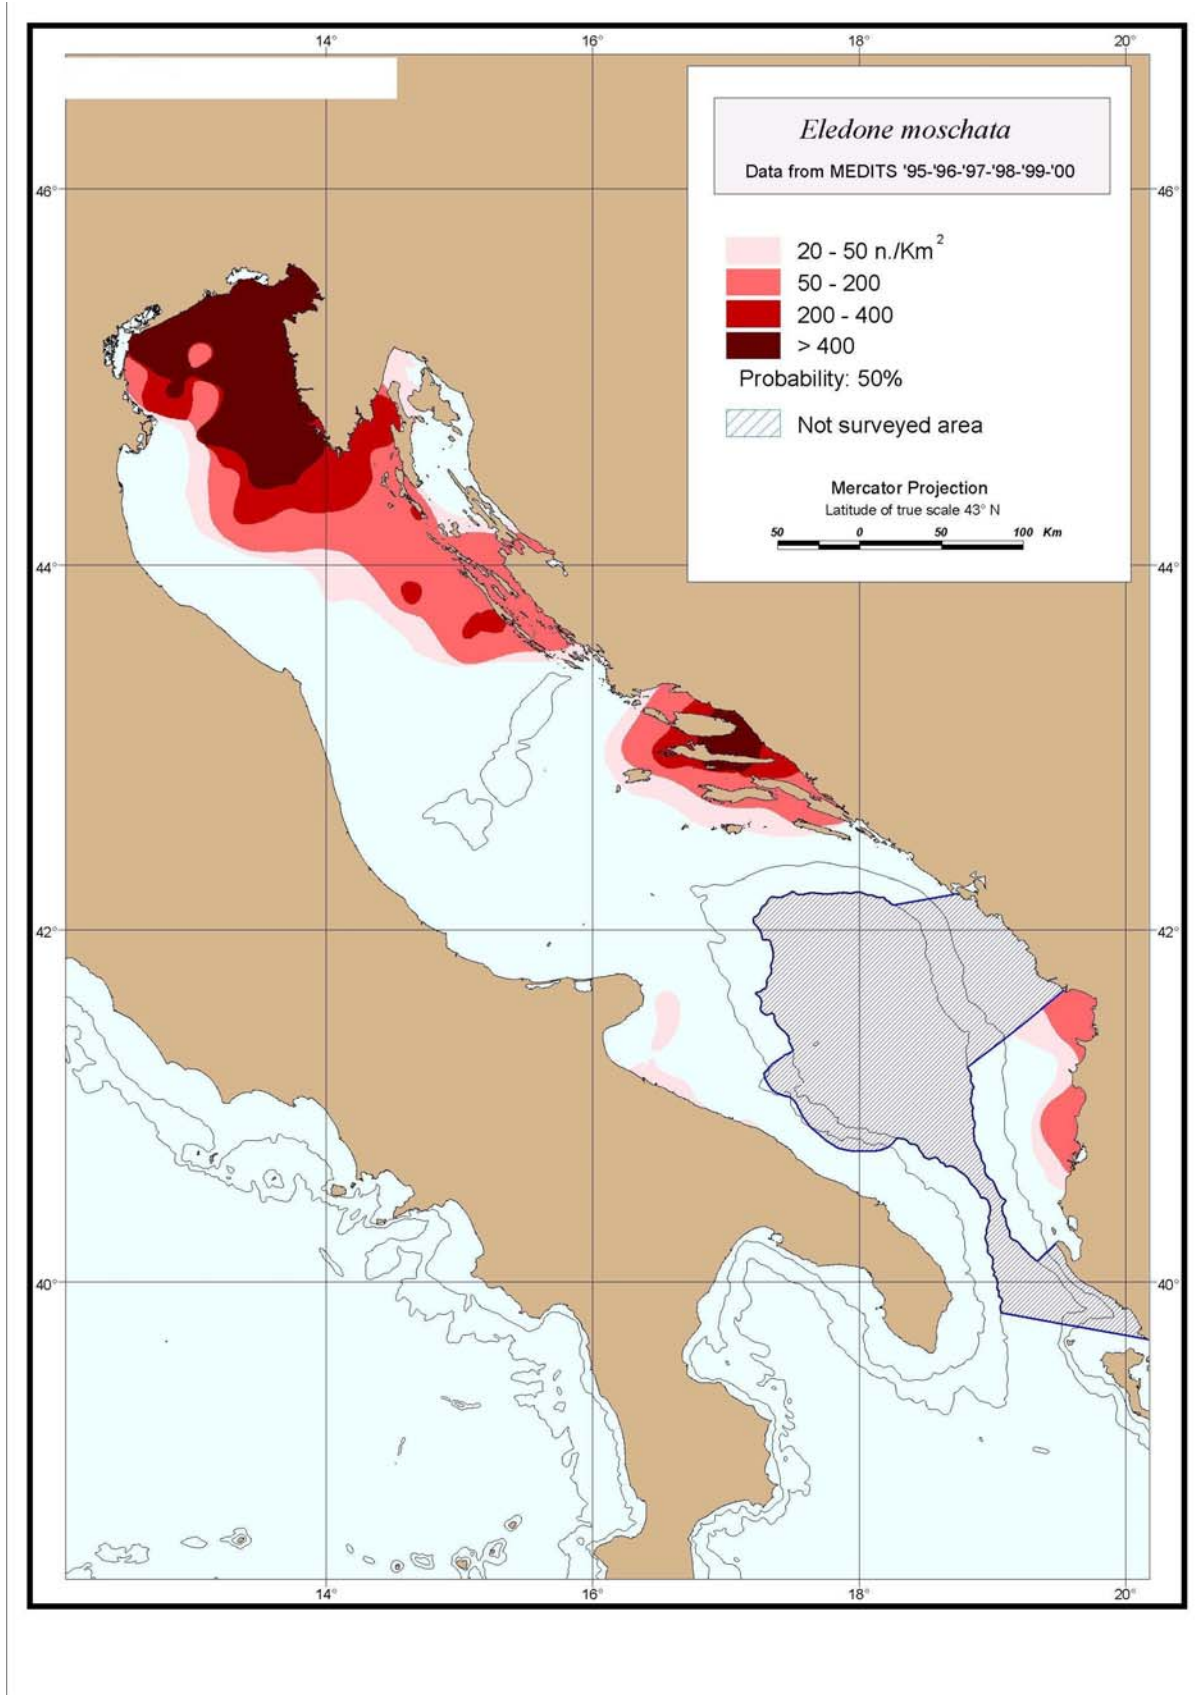 14° 16° 18° 20°
Eledone moschata
Data from MEDITS '95-'96-'97-'98-'99-'00
46° 46°
20 - 50 n./Km2
50 - 200
200 - 400
> 400
Probability: 50%
Not surveyed area
Mercator Projection
Latitude of true scale 43° N
50 0 50 100 Km
44° 44°
42° 42°
40° 40°
14° 16° 18° 20°